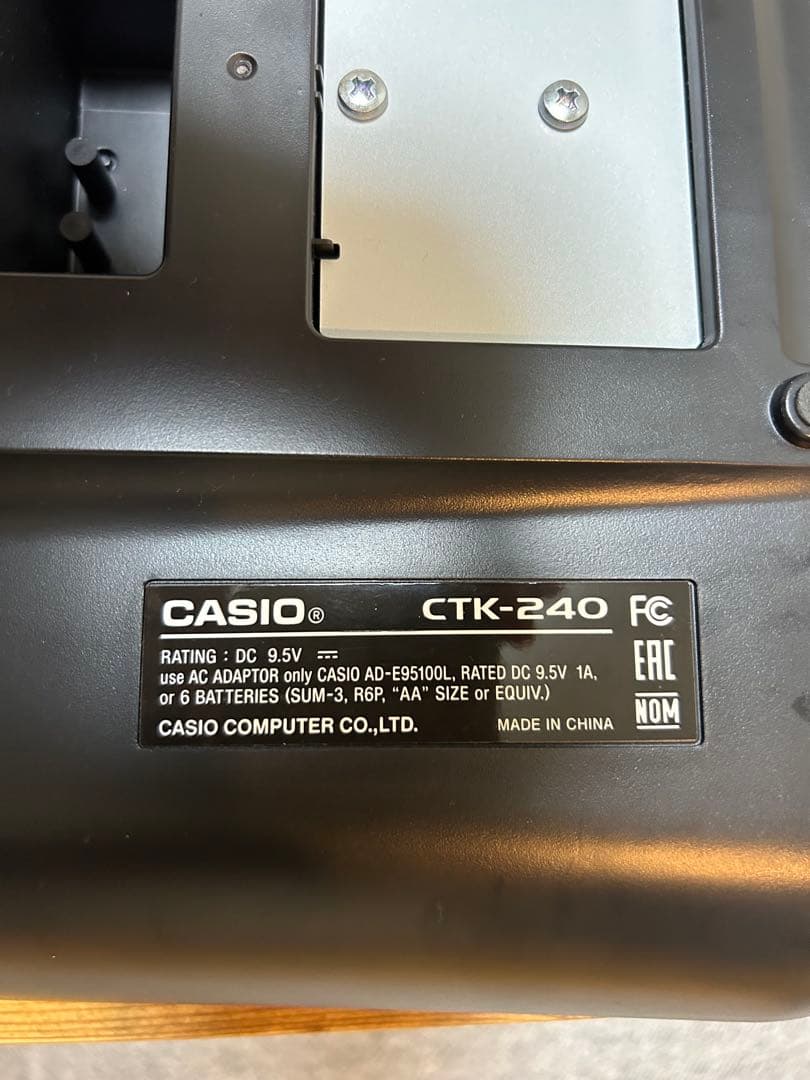 CASIO® CTK-240 FC
RATING : DC 9.5V ⎓
use AC ADAPTOR only CASIO AD-E95100L, RATED DC 9.5V 1A,
or 6 BATTERIES (SUM-3, R6P, “AA” SIZE or EQUIV.)
EAC
CASIO COMPUTER CO.,LTD. MADE IN CHINA
NOM